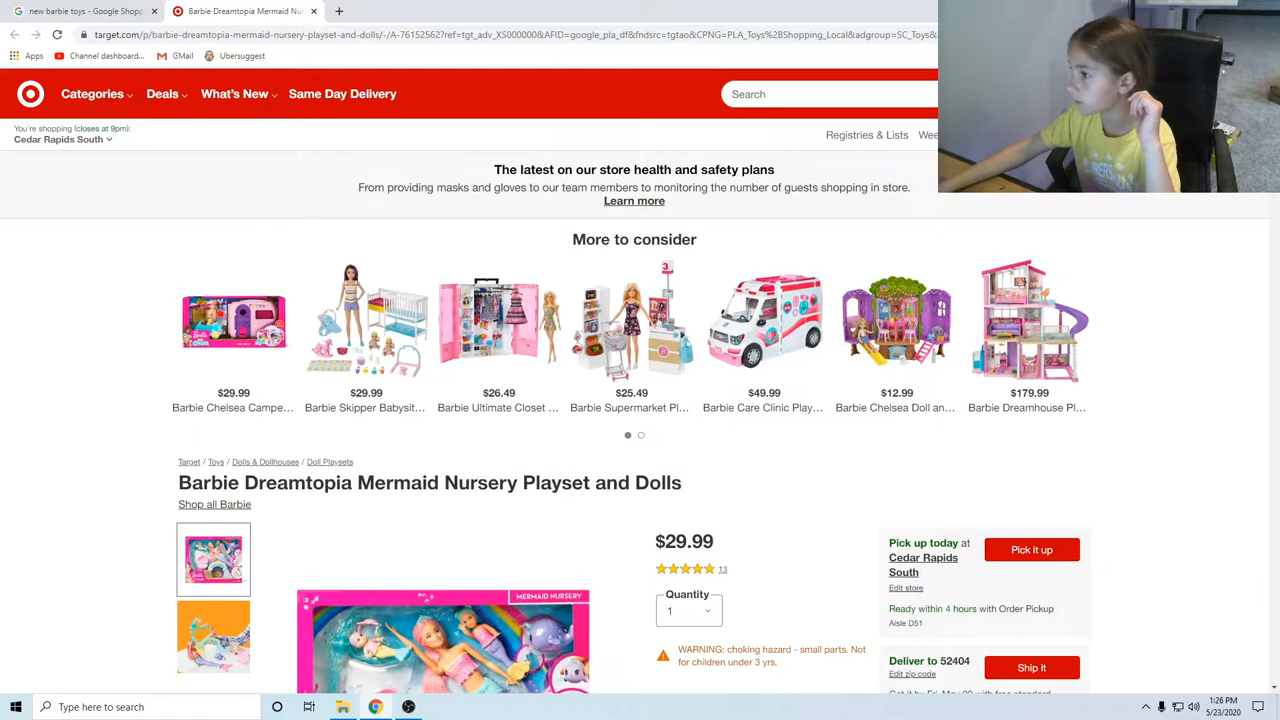 new barbie toys - Google Shopp
Barbie Dreamtopia Mermaid Nur
target.com/p/barbie-dreamtopia-mermaid-nursery-playset-and-dolls/-/A-76152562?ref=tgt_adv_XS000000&AFID=google_pla_df&fndsrc=tgtao&CPNG=PLA_Toys%2BShopping_Local&adgroup=SC_Toys&
Apps
Channel dashboard...
GMail
Ubersuggest
Categories
Deals
What's New
Same Day Delivery
Search
You're shopping (closes at 9pm):
Cedar Rapids South
Registries & Lists
Wee
The latest on our store health and safety plans
From providing masks and gloves to our team members to monitoring the number of guests shopping in store.
Learn more
More to consider
3
$29.99
$29.99
$26.49
$25.49
$49.99
$12.99
$179.99
Barbie Chelsea Campe...
Barbie Skipper Babysit...
Barbie Ultimate Closet ...
Barbie Supermarket Pl...
Barbie Care Clinic Play...
Barbie Chelsea Doll an...
Barbie Dreamhouse Pl...
Target / Toys / Dolls & Dollhouses / Doll Playsets
Barbie Dreamtopia Mermaid Nursery Playset and Dolls
Shop all Barbie
MERMAID NURSERY
$29.99
13
Quantity
1
WARNING: choking hazard - small parts. Not
for children under 3 yrs.
Pick up today at
Cedar Rapids
South
Edit store
Pick it up
Ready within 4 hours with Order Pickup
Aisle D51
Deliver to 52404
Edit zip code
Ship it
Type here to search
1:26 PM
5/23/2020